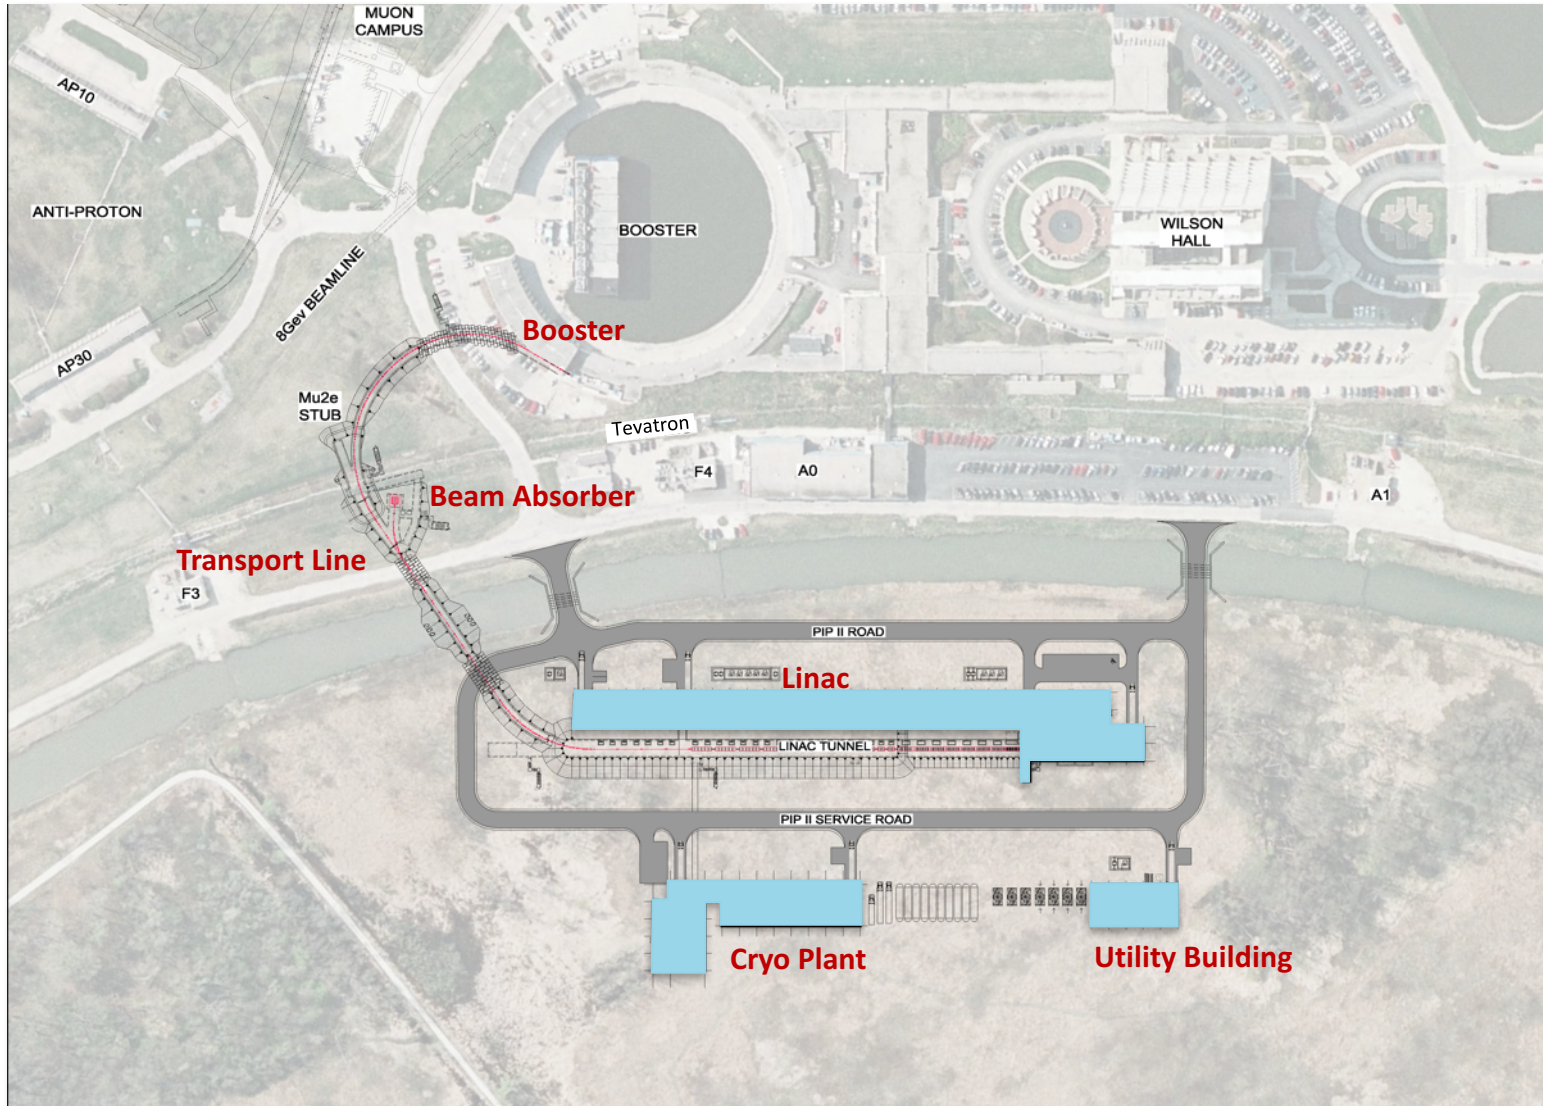 MUON
CAMPUS
AP10
ANTI-PROTON
BOOSTER
WILSON
HALL
8Gev BEAMLINE
Booster
AP30
Mu2e
STUB
Tevatron
F4
A0
A1
Beam Absorber
Transport Line
F3
PIP II ROAD
Linac
LINAC TUNNEL
PIP II SERVICE ROAD
Cryo Plant
Utility Building